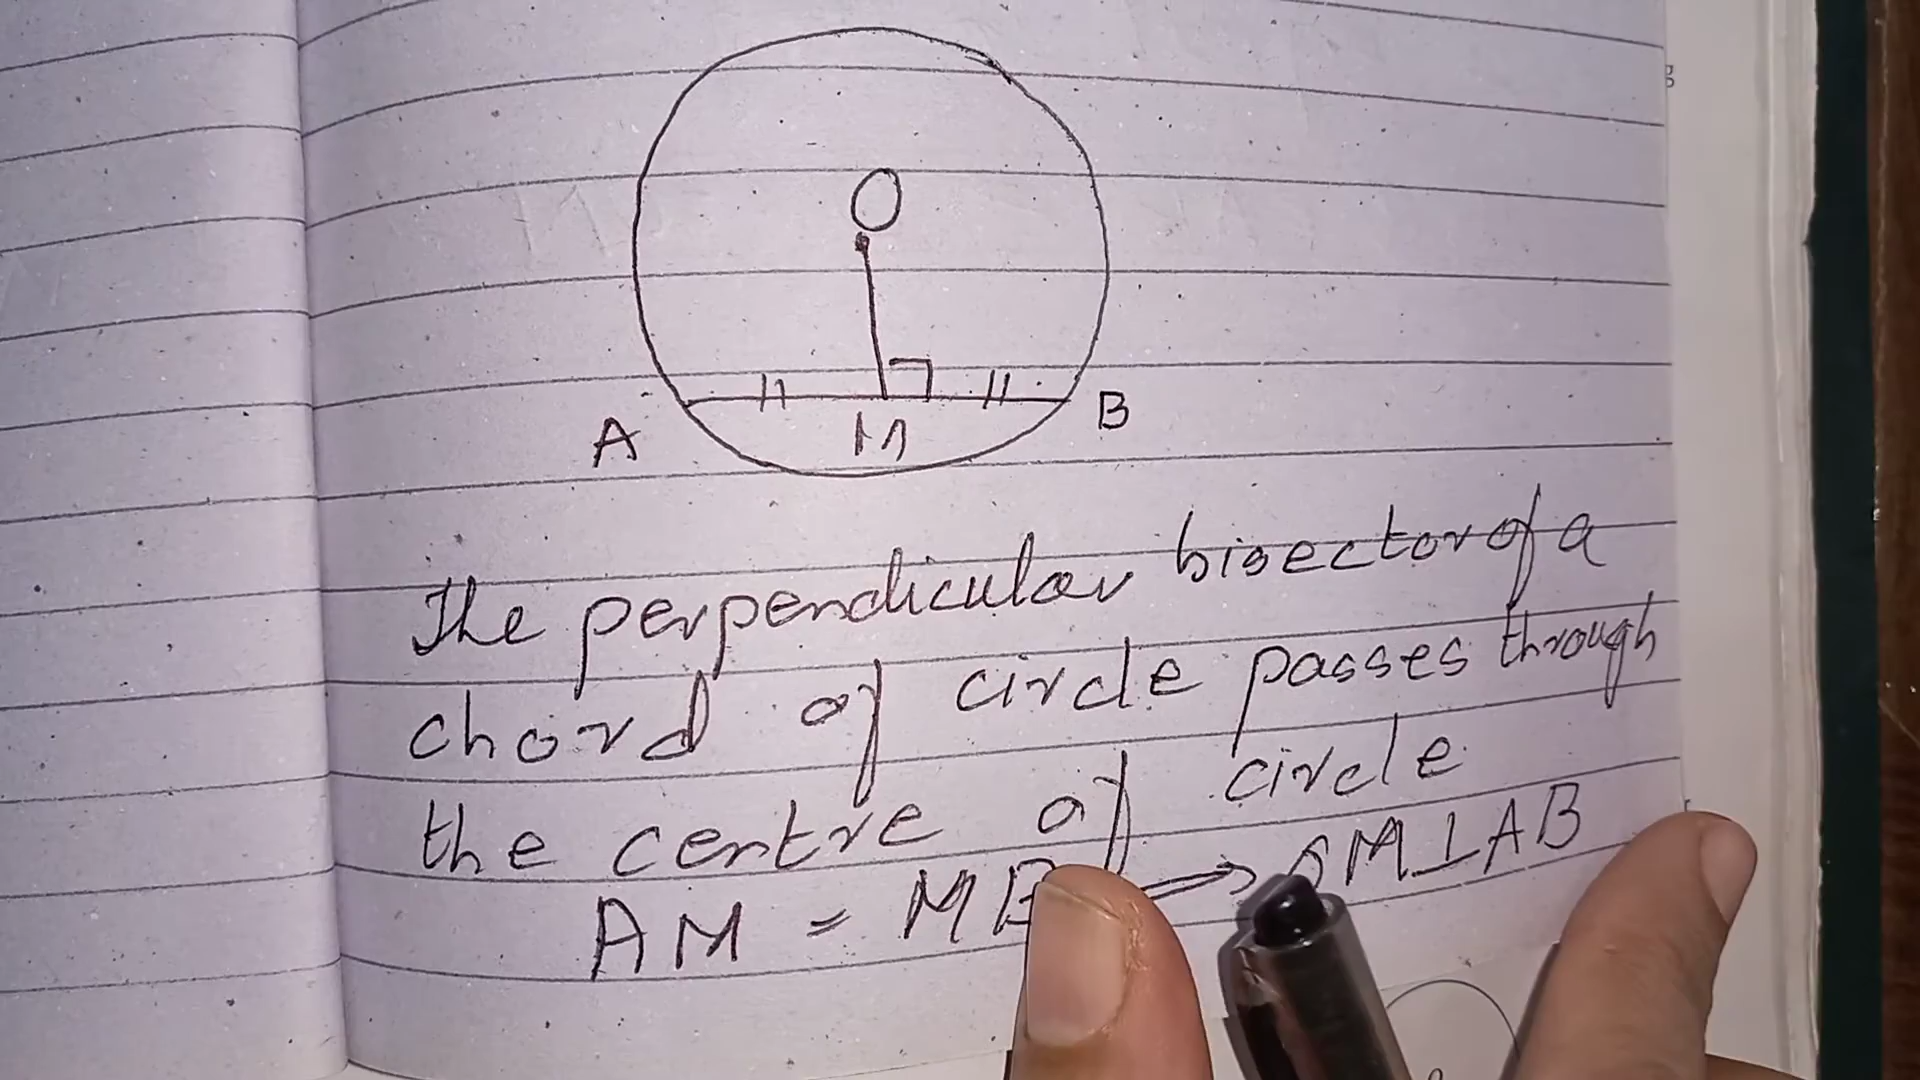 O
A M B
The perpendicular bisector of a
chord of circle passes through
the centre of circle
AM = MB ⇒ OM⊥AB